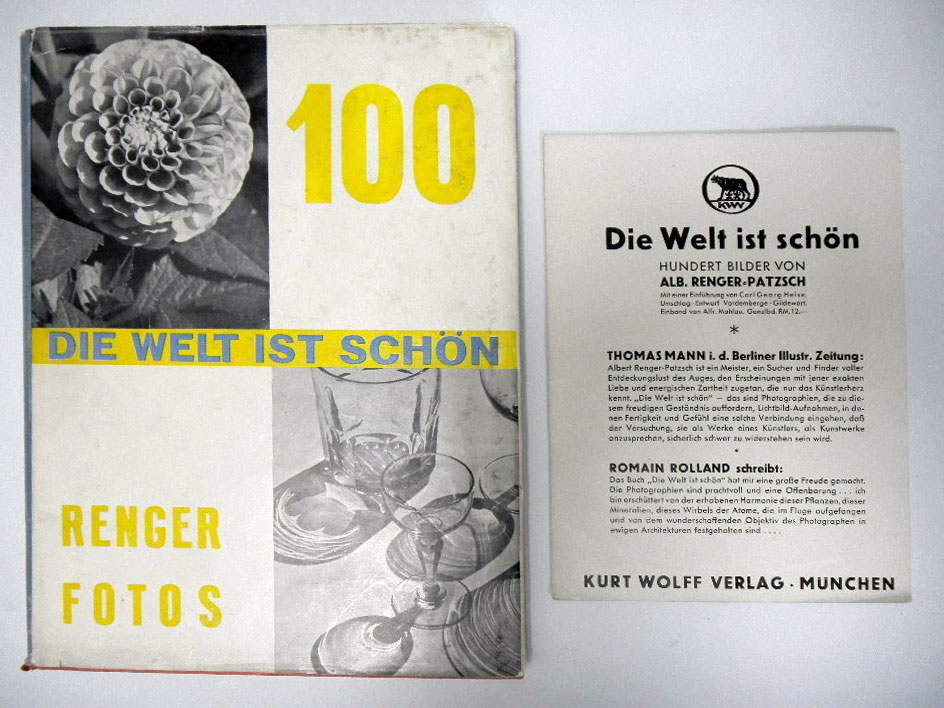 100
DIE WELT IST SCHÖN
RENGER
FOTOS
KWV
Die Welt ist schön
HUNDERT BILDER VON
ALB. RENGER-PATZSCH
Mit einer Einführung von Carl Georg Heise.
Umschlag-Entwurf Vordemberge-Gildewart.
Einband von Alfr. Mahlau. Ganzlbd. RM.12.—
*
THOMAS MANN i. d. Berliner Illustr. Zeitung:
Albert Renger-Patzsch ist ein Meister, ein Sucher und Finder voller
Entdeckungslust des Auges, den Erscheinungen mit jener exakten
Liebe und energischen Zartheit zugetan, die nur das Künstlerherz
kennt. „Die Welt ist schön" — das sind Photographien, die zu die-
sem freudigen Geständnis auffordern, Lichtbild-Aufnahmen, in de-
nen Fertigkeit und Gefühl eine solche Verbindung eingehen, daß
der Versuchung, sie als Werke eines Künstlers, als Kunstwerke
anzusprechen, sicherlich schwer zu widerstehen sein wird.
ROMAIN ROLLAND schreibt:
Das Buch „Die Welt ist schön" hat mir eine große Freude gemacht.
Die Photographien sind prachtvoll und eine Offenbarung . . . ich
bin erschüttert von der erhabenen Harmonie dieser Pflanzen, dieser
Mineralien, dieses Wirbels der Atome, die im Fluge aufgefangen
und von dem wunderschaffenden Objektiv des Photographen in
ewigen Architekturen festgehalten sind . . . .
KURT WOLFF VERLAG · MÜNCHEN